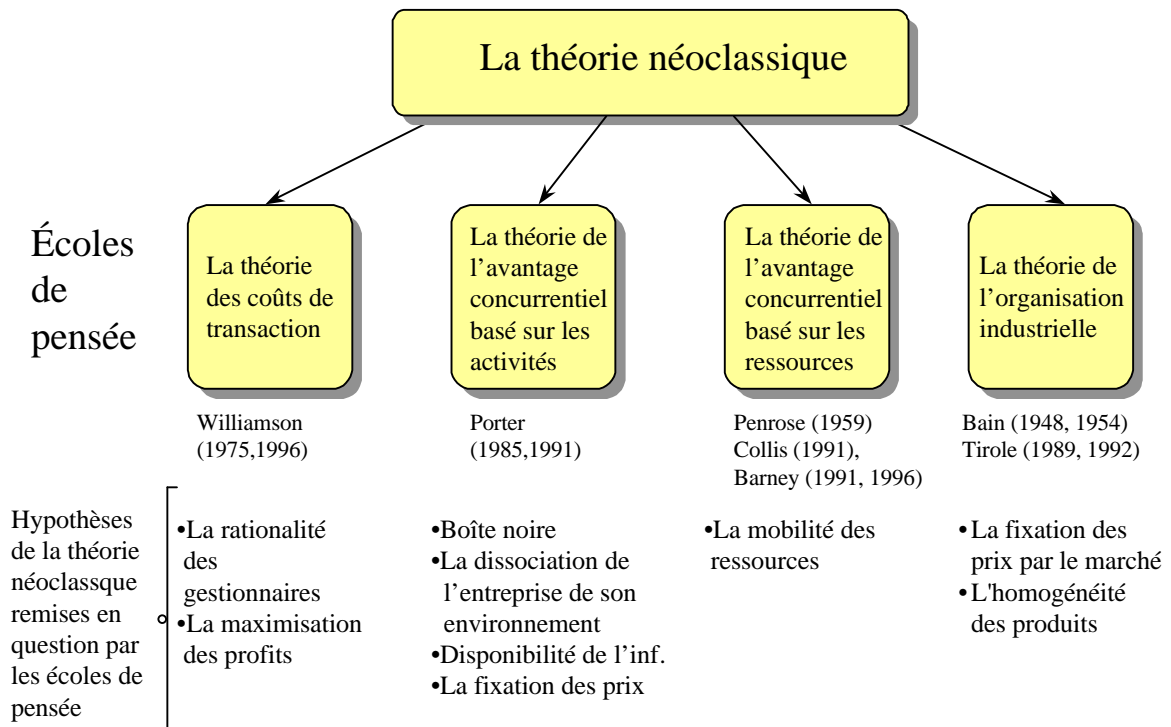 La théorie néoclassique
Écoles
de
pensée
La théorie
des coûts de
transaction
La théorie de
l’avantage
concurrentiel
basé sur les
activités
La théorie de
l’avantage
concurrentiel
basé sur les
ressources
La théorie de
l’organisation
industrielle
Williamson
(1975,1996)
Porter
(1985,1991)
Penrose (1959)
Collis (1991),
Barney (1991, 1996)
Bain (1948, 1954)
Tirole (1989, 1992)
Hypothèses
de la théorie
néoclassque
remises en
question par
les écoles de
pensée
•La rationalité
des
gestionnaires
•La maximisation
des profits
•Boîte noire
•La dissociation de
l’entreprise de son
environnement
•Disponibilité de l’inf.
•La fixation des prix
•La mobilité des
ressources
•La fixation des
prix par le marché
•L'homogénéité
des produits